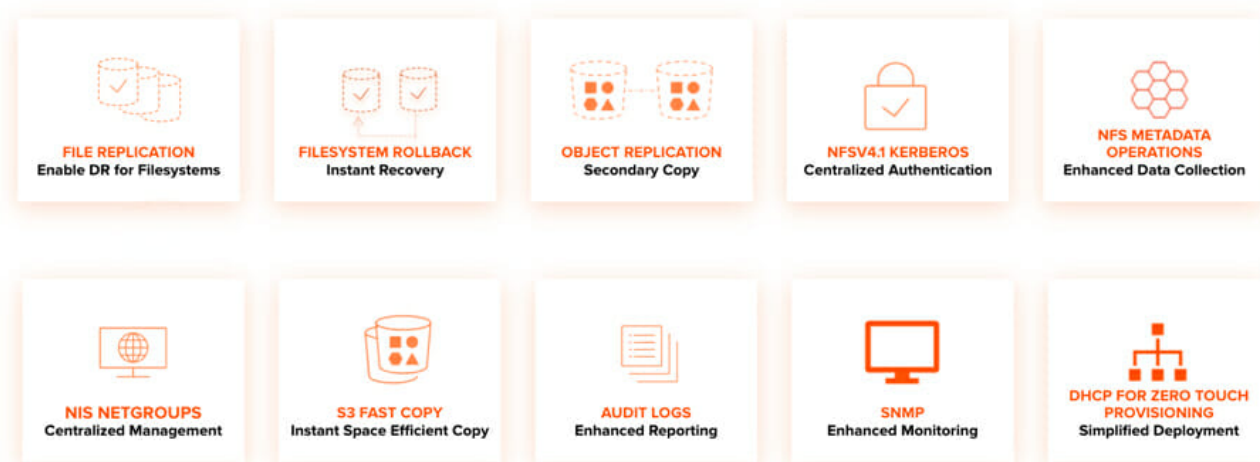 FILE REPLICATION
Enable DR for Filesystems
FILESYSTEM ROLLBACK
Instant Recovery
OBJECT REPLICATION
Secondary Copy
NFSV4.1 KERBEROS
Centralized Authentication
NFS METADATA
OPERATIONS
Enhanced Data Collection
NIS NETGROUPS
Centralized Management
S3 FAST COPY
Instant Space Efficient Copy
AUDIT LOGS
Enhanced Reporting
SNMP
Enhanced Monitoring
DHCP FOR ZERO TOUCH
PROVISIONING
Simplified Deployment